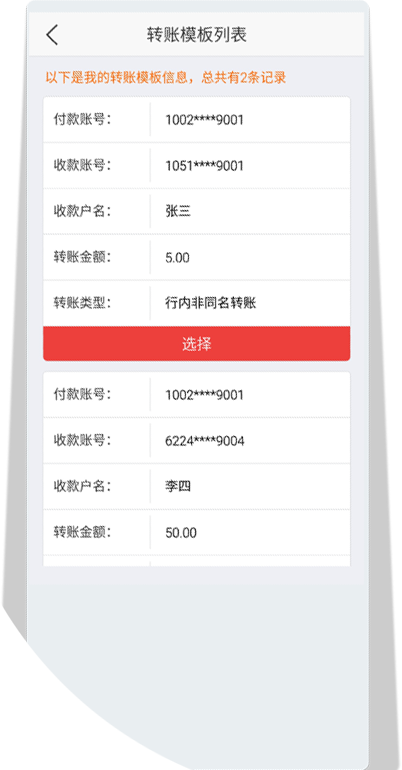 转账模板列表
以下是我的转账模板信息，总共有2条记录
付款账号： 1002****9001
收款账号： 1051****9001
收款户名： 张三
转账金额： 5.00
转账类型： 行内非同名转账
选择
付款账号： 1002****9001
收款账号： 6224****9004
收款户名： 李四
转账金额： 50.00